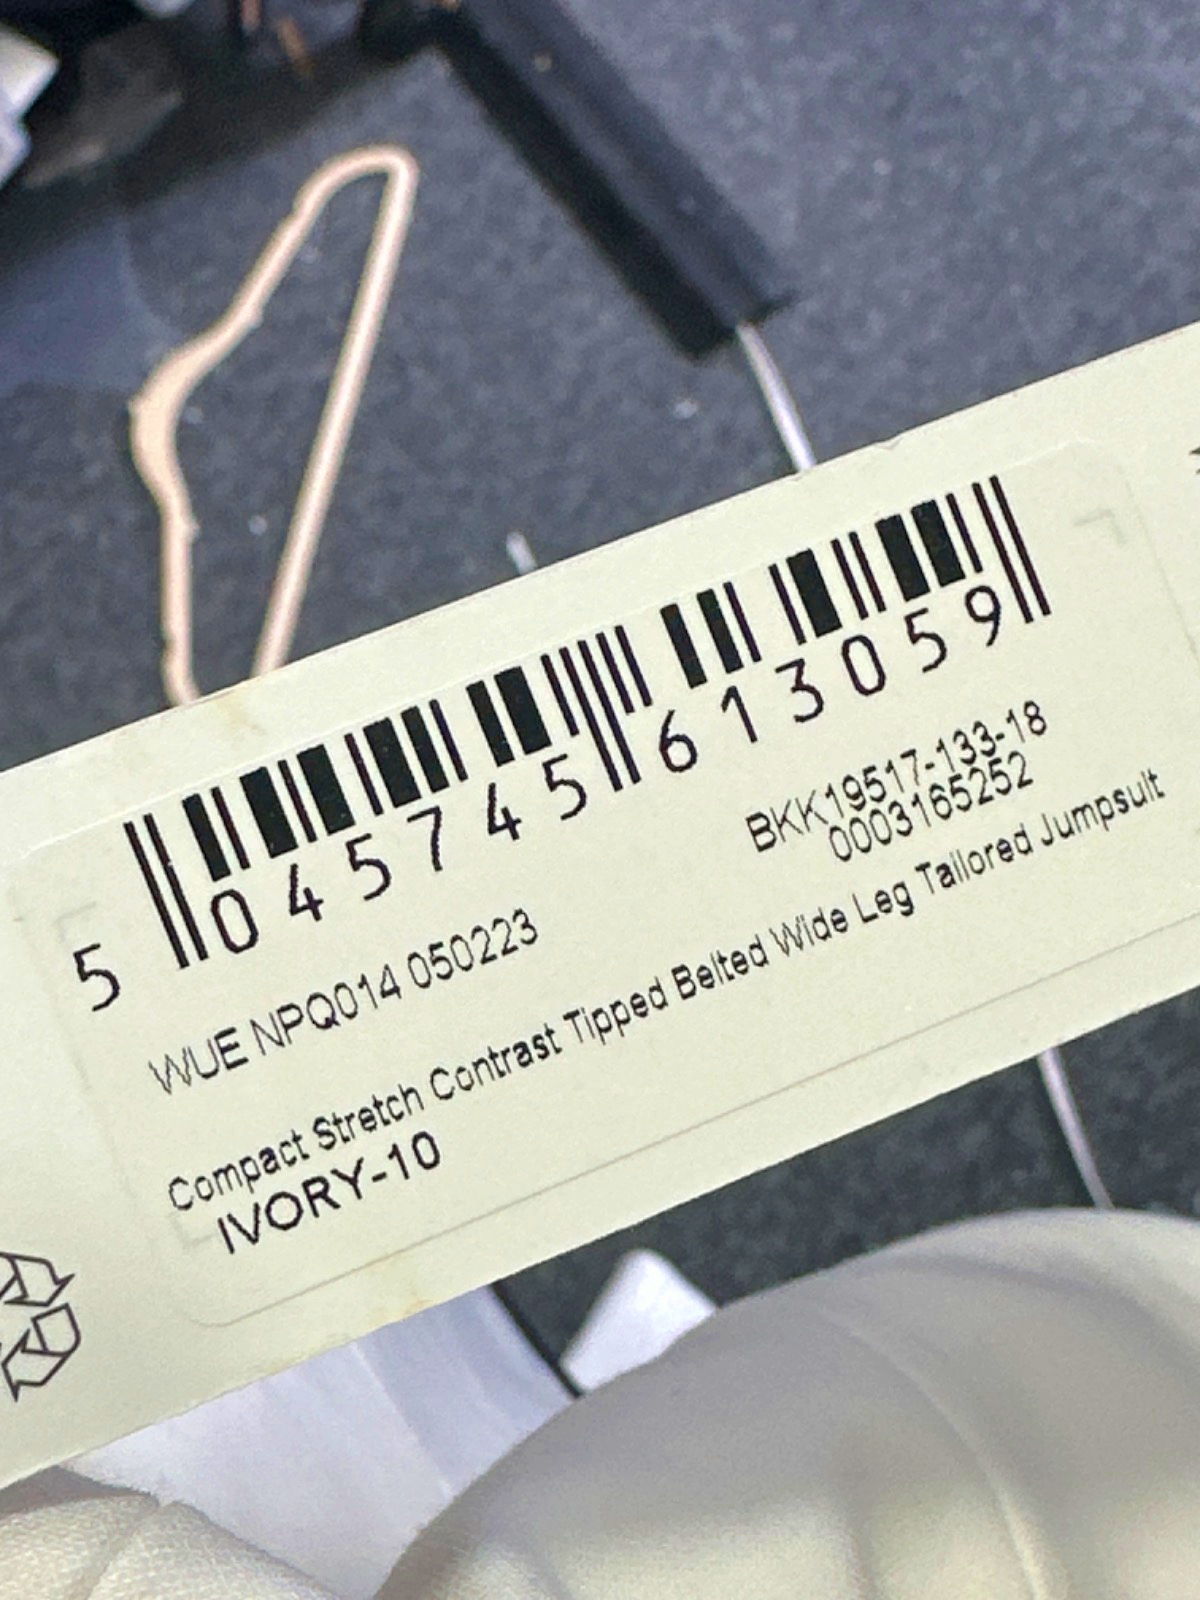 5 045745 613059
BKK19517-133-18
0003165252
WUE NPQ014 050223
Compact Stretch Contrast Tipped Belted Wide Leg Tailored Jumpsuit
IVORY-10